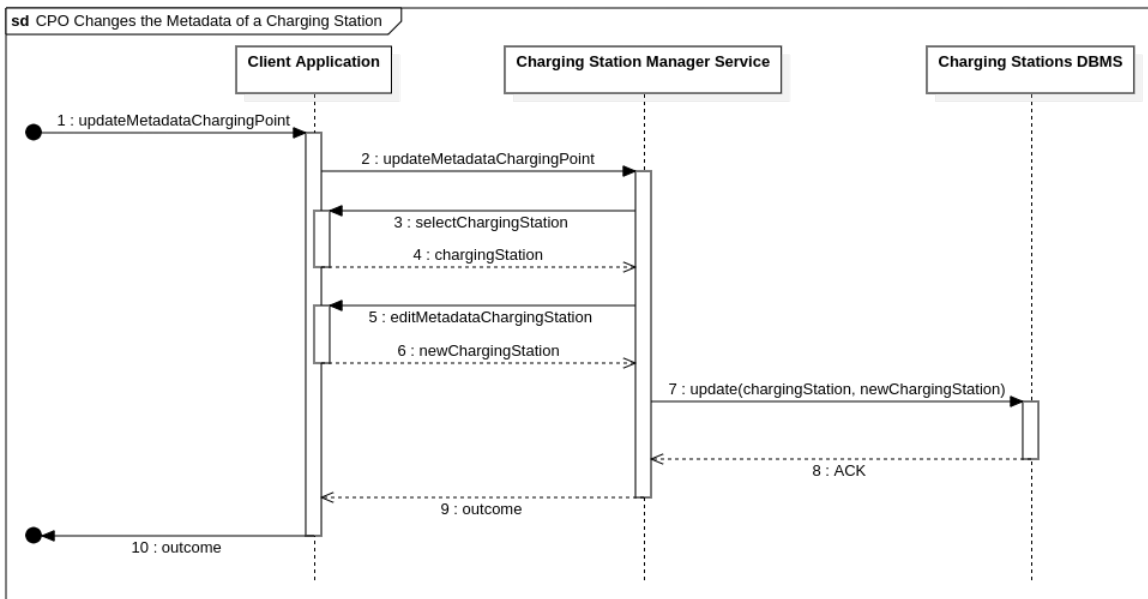 sd CPO Changes the Metadata of a Charging Station
Client Application
Charging Station Manager Service
Charging Stations DBMS
1 : updateMetadataChargingPoint
2 : updateMetadataChargingPoint
3 : selectChargingStation
4 : chargingStation
5 : editMetadataChargingStation
6 : newChargingStation
7 : update(chargingStation, newChargingStation)
8 : ACK
9 : outcome
10 : outcome